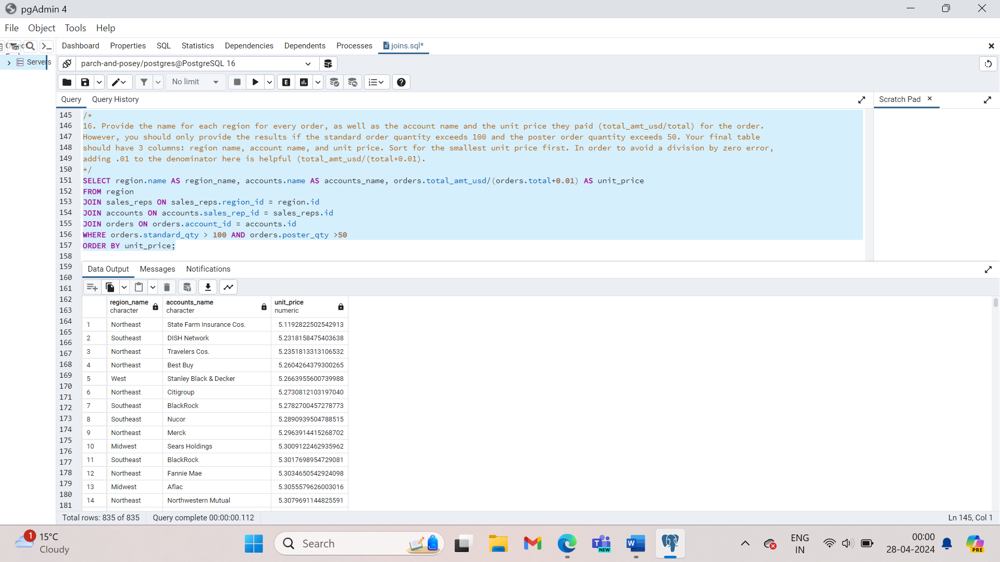 pgAdmin 4
File Object Tools Help
Dashboard Properties SQL Statistics Dependencies Dependents Processes joins.sql*
Servers
parch-and-posey/postgres@PostgreSQL 16
No limit
Query Query History
Scratch Pad
145 /*
146 16. Provide the name for each region for every order, as well as the account name and the unit price they paid (total_amt_usd/total) for the order.
147 However, you should only provide the results if the standard order quantity exceeds 100 and the poster order quantity exceeds 50. Your final table
148 should have 3 columns: region name, account name, and unit price. Sort for the smallest unit price first. In order to avoid a division by zero error,
149 adding .01 to the denominator here is helpful (total_amt_usd/(total+0.01).
150 */
151 SELECT region.name AS region_name, accounts.name AS accounts_name, orders.total_amt_usd/(orders.total+0.01) AS unit_price
152 FROM region
153 JOIN sales_reps ON sales_reps.region_id = region.id
154 JOIN accounts ON accounts.sales_rep_id = sales_reps.id
155 JOIN orders ON orders.account_id = accounts.id
156 WHERE orders.standard_qty > 100 AND orders.poster_qty >50
157 ORDER BY unit_price;
158
159
160
161
162
163
164
165
166
167
168
169
170
171
172
173
174
175
176
177
178
179
180
181
Data Output Messages Notifications
region_name accounts_name unit_price
character character numeric
1 Northeast State Farm Insurance Cos. 5.1192822502542913
2 Southeast DISH Network 5.2318158475403638
3 Northeast Travelers Cos. 5.2351813313106532
4 Northeast Best Buy 5.2604264379300265
5 West Stanley Black & Decker 5.2663955600739988
6 Northeast Citigroup 5.2730812103197040
7 Southeast BlackRock 5.2782700457278773
8 Southeast Nucor 5.2890939504788515
9 Northeast Merck 5.2963914415268702
10 Midwest Sears Holdings 5.3009122462935962
11 Southeast BlackRock 5.3017698954729081
12 Northeast Fannie Mae 5.3034650542924098
13 Midwest Aflac 5.3055579626003016
14 Northeast Northwestern Mutual 5.3079691144825591
Total rows: 835 of 835 Query complete 00:00:00.112
Ln 145, Col 1
1
15°C
Cloudy
Search
NEW
ENG
IN
00:00
28-04-2024
PRE